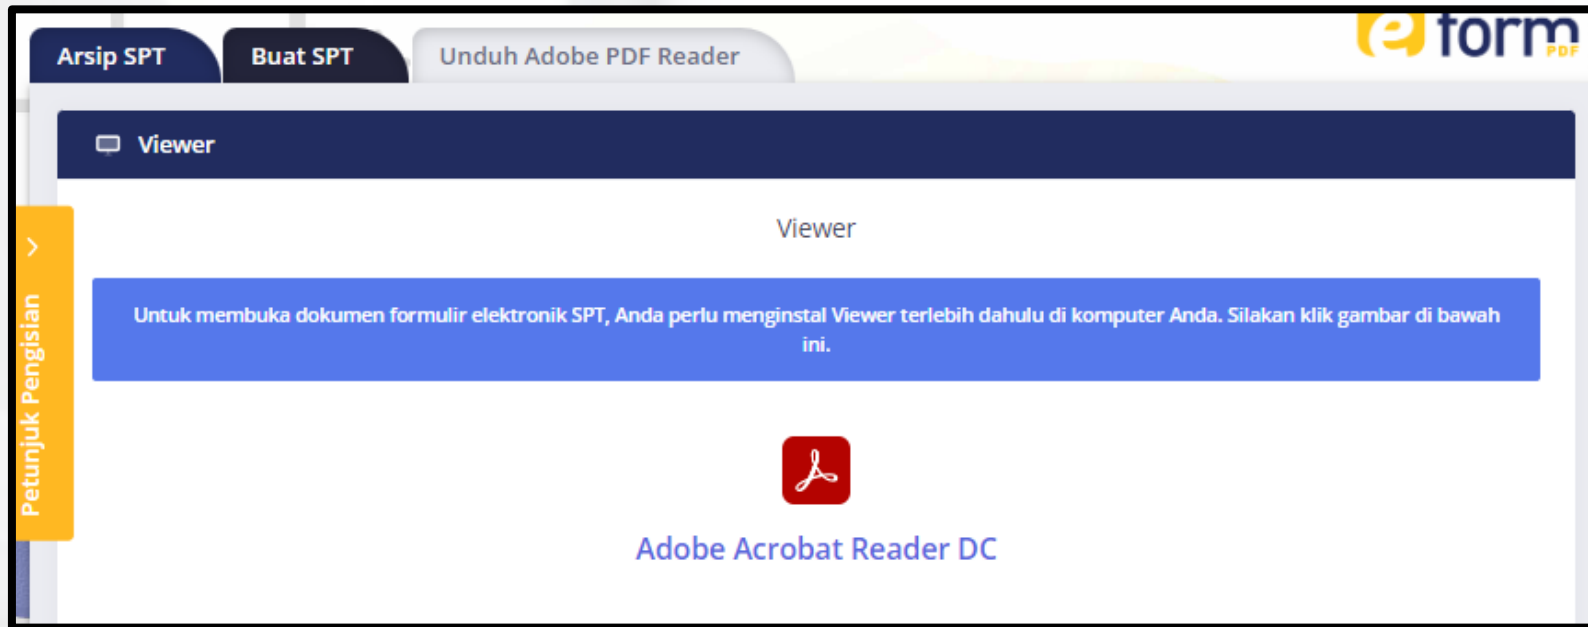 Arsip SPT
Buat SPT
Unduh Adobe PDF Reader
e form
PDF
Viewer
Petunjuk Pengisian
Viewer
Untuk membuka dokumen formulir elektronik SPT, Anda perlu menginstal Viewer terlebih dahulu di komputer Anda. Silakan klik gambar di bawah
ini.
Adobe Acrobat Reader DC